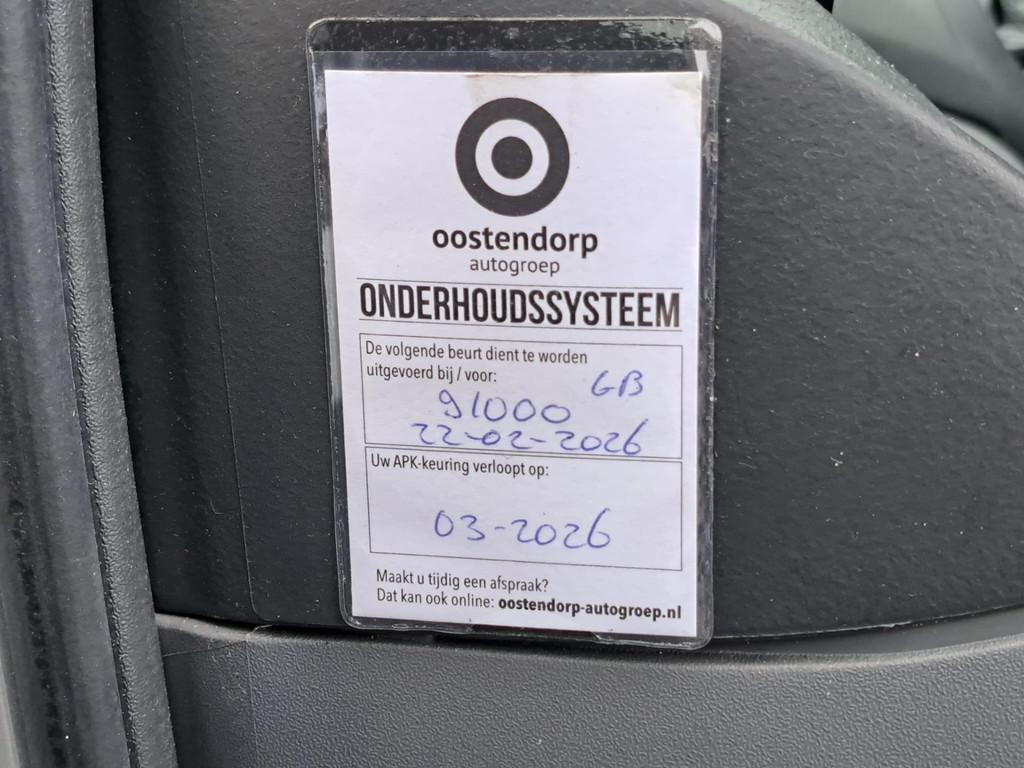 oostendorp
autogroep
ONDERHOUDSSYSTEEM
De volgende beurt dient te worden
uitgevoerd bij / voor: GB
91000
22-02-2026
Uw APK-keuring verloopt op:
03-2026
Maakt u tijdig een afspraak?
Dat kan ook online: oostendorp-autogroep.nl